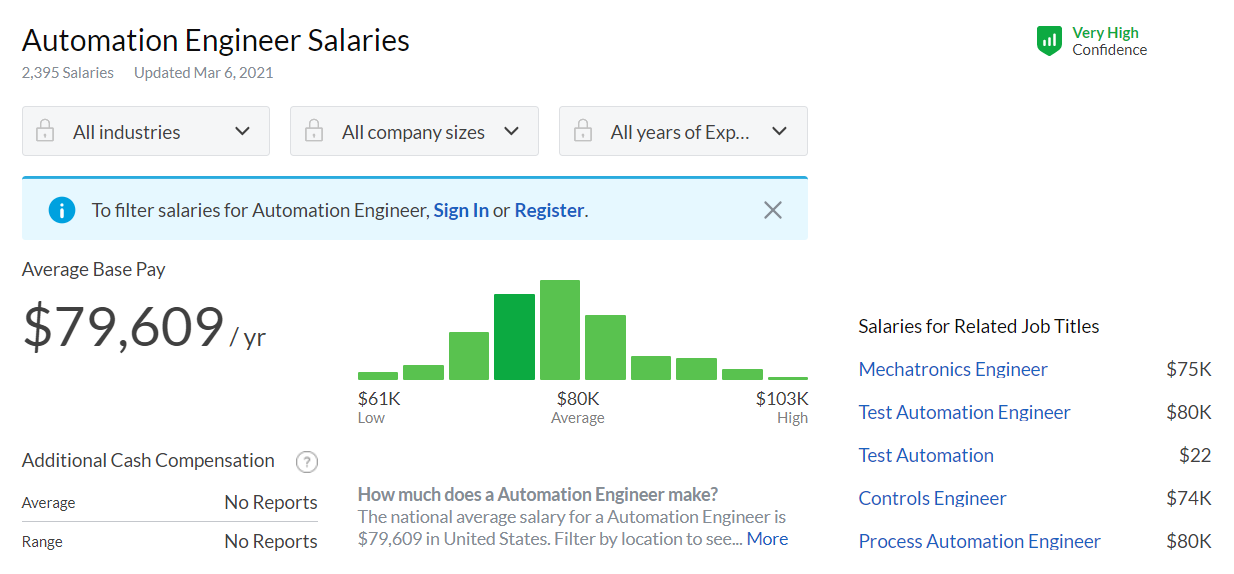 Automation Engineer Salaries
2,395 Salaries Updated Mar 6, 2021
Very High
Confidence
All industries
All company sizes
All years of Exp...
To filter salaries for Automation Engineer, Sign In or Register.
Average Base Pay
$79,609 / yr
$61K
Low
$80K
Average
$103K
High
Additional Cash Compensation ?
Average No Reports
Range No Reports
How much does a Automation Engineer make?
The national average salary for a Automation Engineer is
$79,609 in United States. Filter by location to see... More
Salaries for Related Job Titles
Mechatronics Engineer $75K
Test Automation Engineer $80K
Test Automation $22
Controls Engineer $74K
Process Automation Engineer $80K